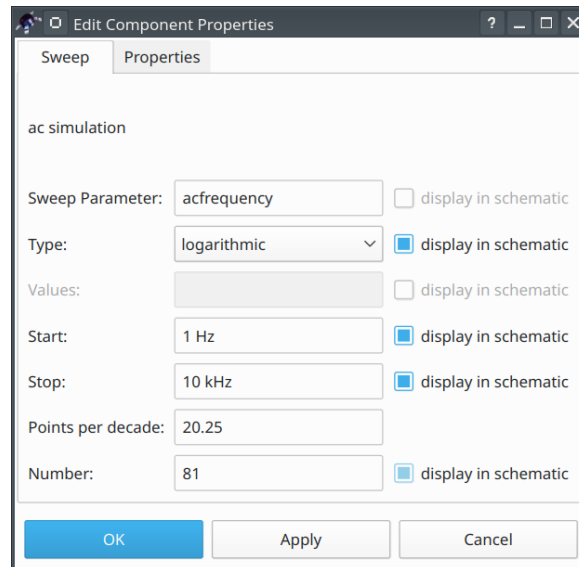 Edit Component Properties ?
Sweep Properties
ac simulation
Sweep Parameter: acfrequency display in schematic
Type: logarithmic display in schematic
Values: display in schematic
Start: 1 Hz display in schematic
Stop: 10 kHz display in schematic
Points per decade: 20.25
Number: 81 display in schematic
OK Apply Cancel